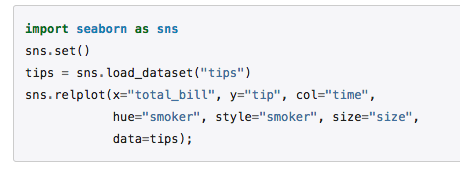 import seaborn as sns
sns.set()
tips = sns.load_dataset("tips")
sns.relplot(x="total_bill", y="tip", col="time",
            hue="smoker", style="smoker", size="size",
            data=tips);